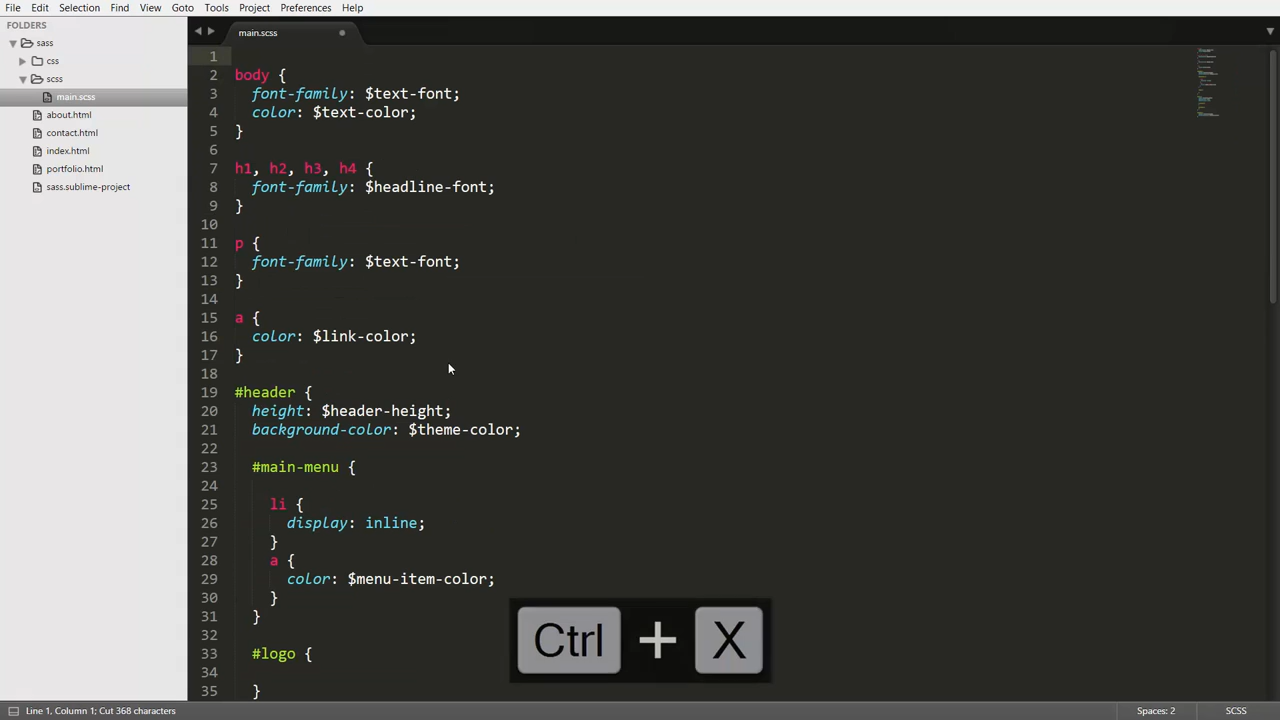 File Edit Selection Find View Goto Tools Project Preferences Help
FOLDERS
sass
css
scss
main.scss
about.html
contact.html
index.html
portfolio.html
sass.sublime-project
main.scss
1
2 body {
3 font-family: $text-font;
4 color: $text-color;
5 }
6
7 h1, h2, h3, h4 {
8 font-family: $headline-font;
9 }
10
11 p {
12 font-family: $text-font;
13 }
14
15 a {
16 color: $link-color;
17 }
18
19 #header {
20 height: $header-height;
21 background-color: $theme-color;
22
23 #main-menu {
24
25 li {
26 display: inline;
27 }
28 a {
29 color: $menu-item-color;
30 }
31 }
32
33 #logo {
34
35 }
Ctrl + X
Line 1, Column 1; Cut 368 characters Spaces: 2 SCSS